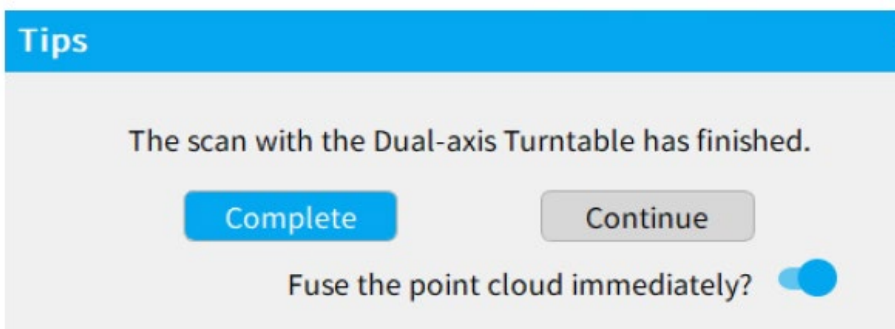 Tips
The scan with the Dual-axis Turntable has finished.
Complete Continue
Fuse the point cloud immediately?